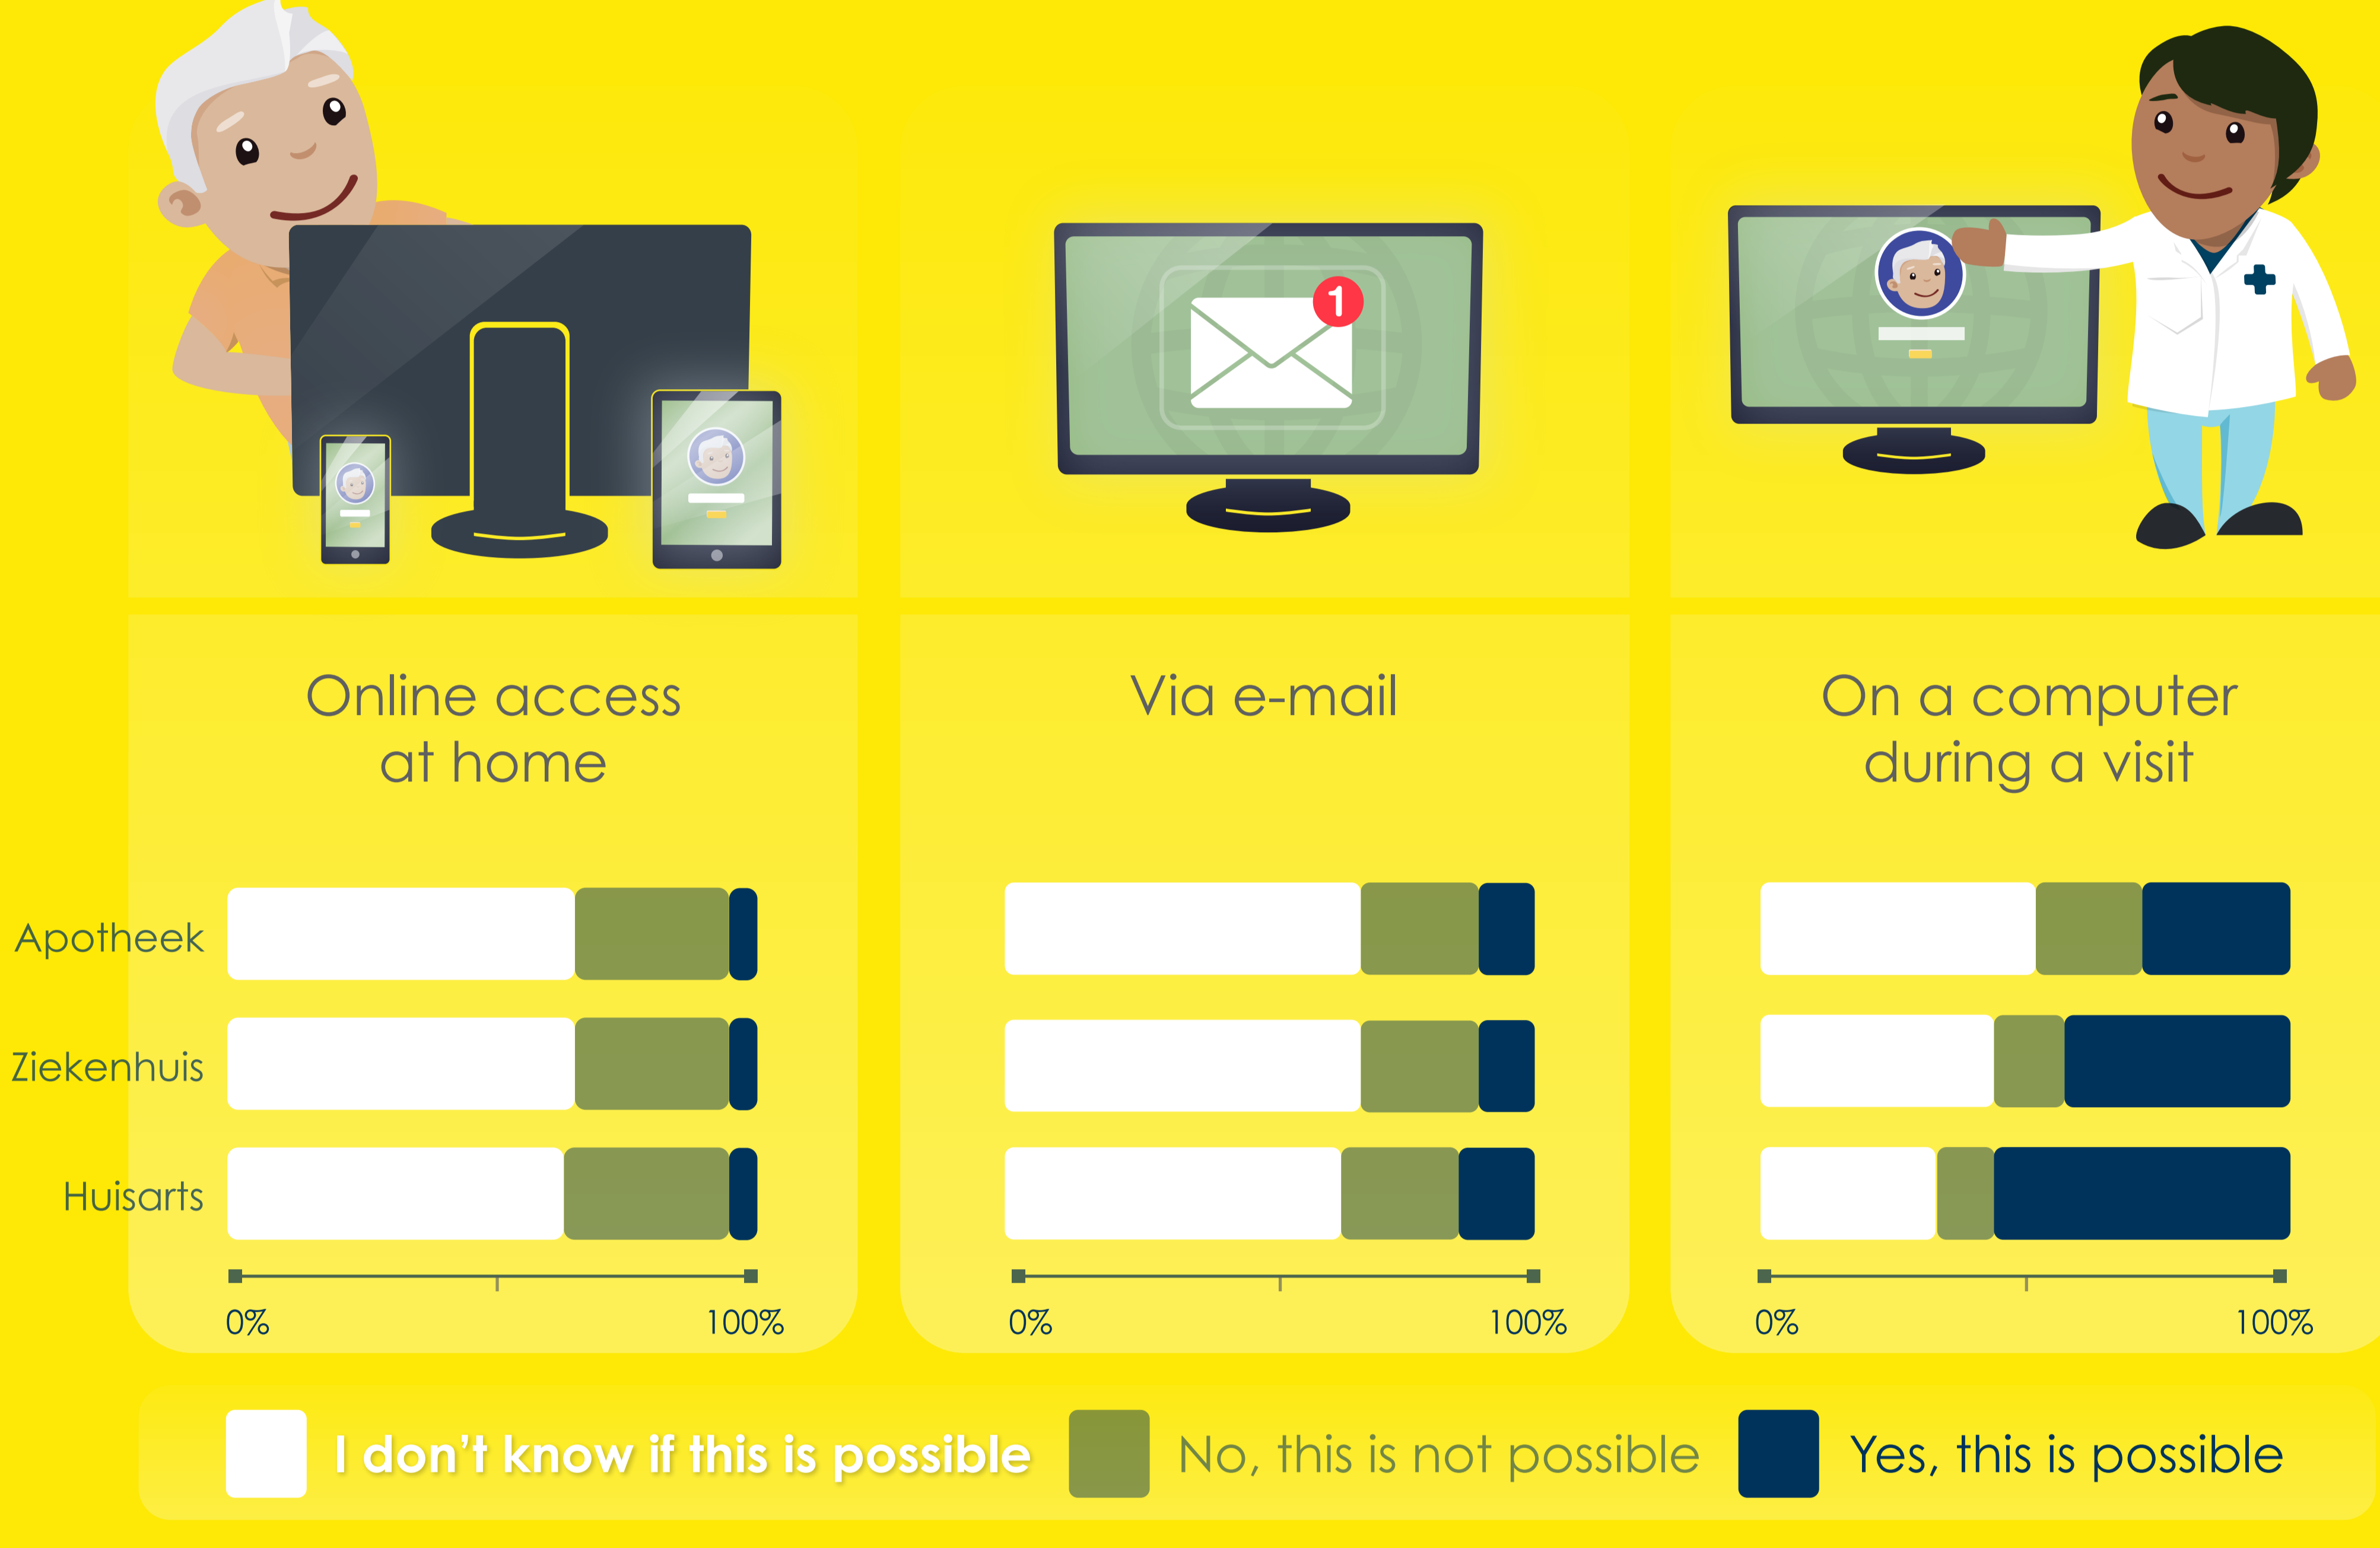 1
Online access
at home
Via e-mail
On a computer
during a visit
Apotheek
Ziekenhuis
Huisarts
0%
100%
0%
100%
0%
100%
I don't know if this is possible
No, this is not possible
Yes, this is possible